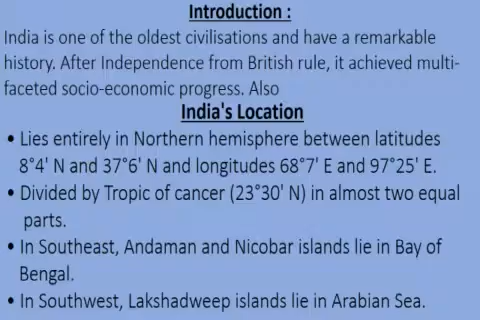 Introduction :
India is one of the oldest civilisations and have a remarkable
history. After Independence from British rule, it achieved multi-
faceted socio-economic progress. Also
India's Location
• Lies entirely in Northern hemisphere between latitudes
8°4' N and 37°6' N and longitudes 68°7' E and 97°25' E.
• Divided by Tropic of cancer (23°30' N) in almost two equal
parts.
• In Southeast, Andaman and Nicobar islands lie in Bay of
Bengal.
• In Southwest, Lakshadweep islands lie in Arabian Sea.